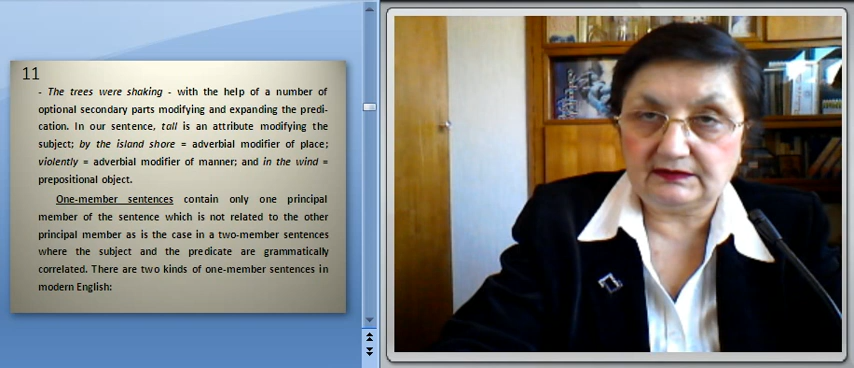 11
- The trees were shaking - with the help of a number of
optional secondary parts modifying and expanding the predi-
cation. In our sentence, tall is an attribute modifying the
subject; by the island shore = adverbial modifier of place;
violently = adverbial modifier of manner; and in the wind =
prepositional object.
One-member sentences contain only one principal
member of the sentence which is not related to the other
principal member as is the case in a two-member sentences
where the subject and the predicate are grammatically
correlated. There are two kinds of one-member sentences in
modern English: